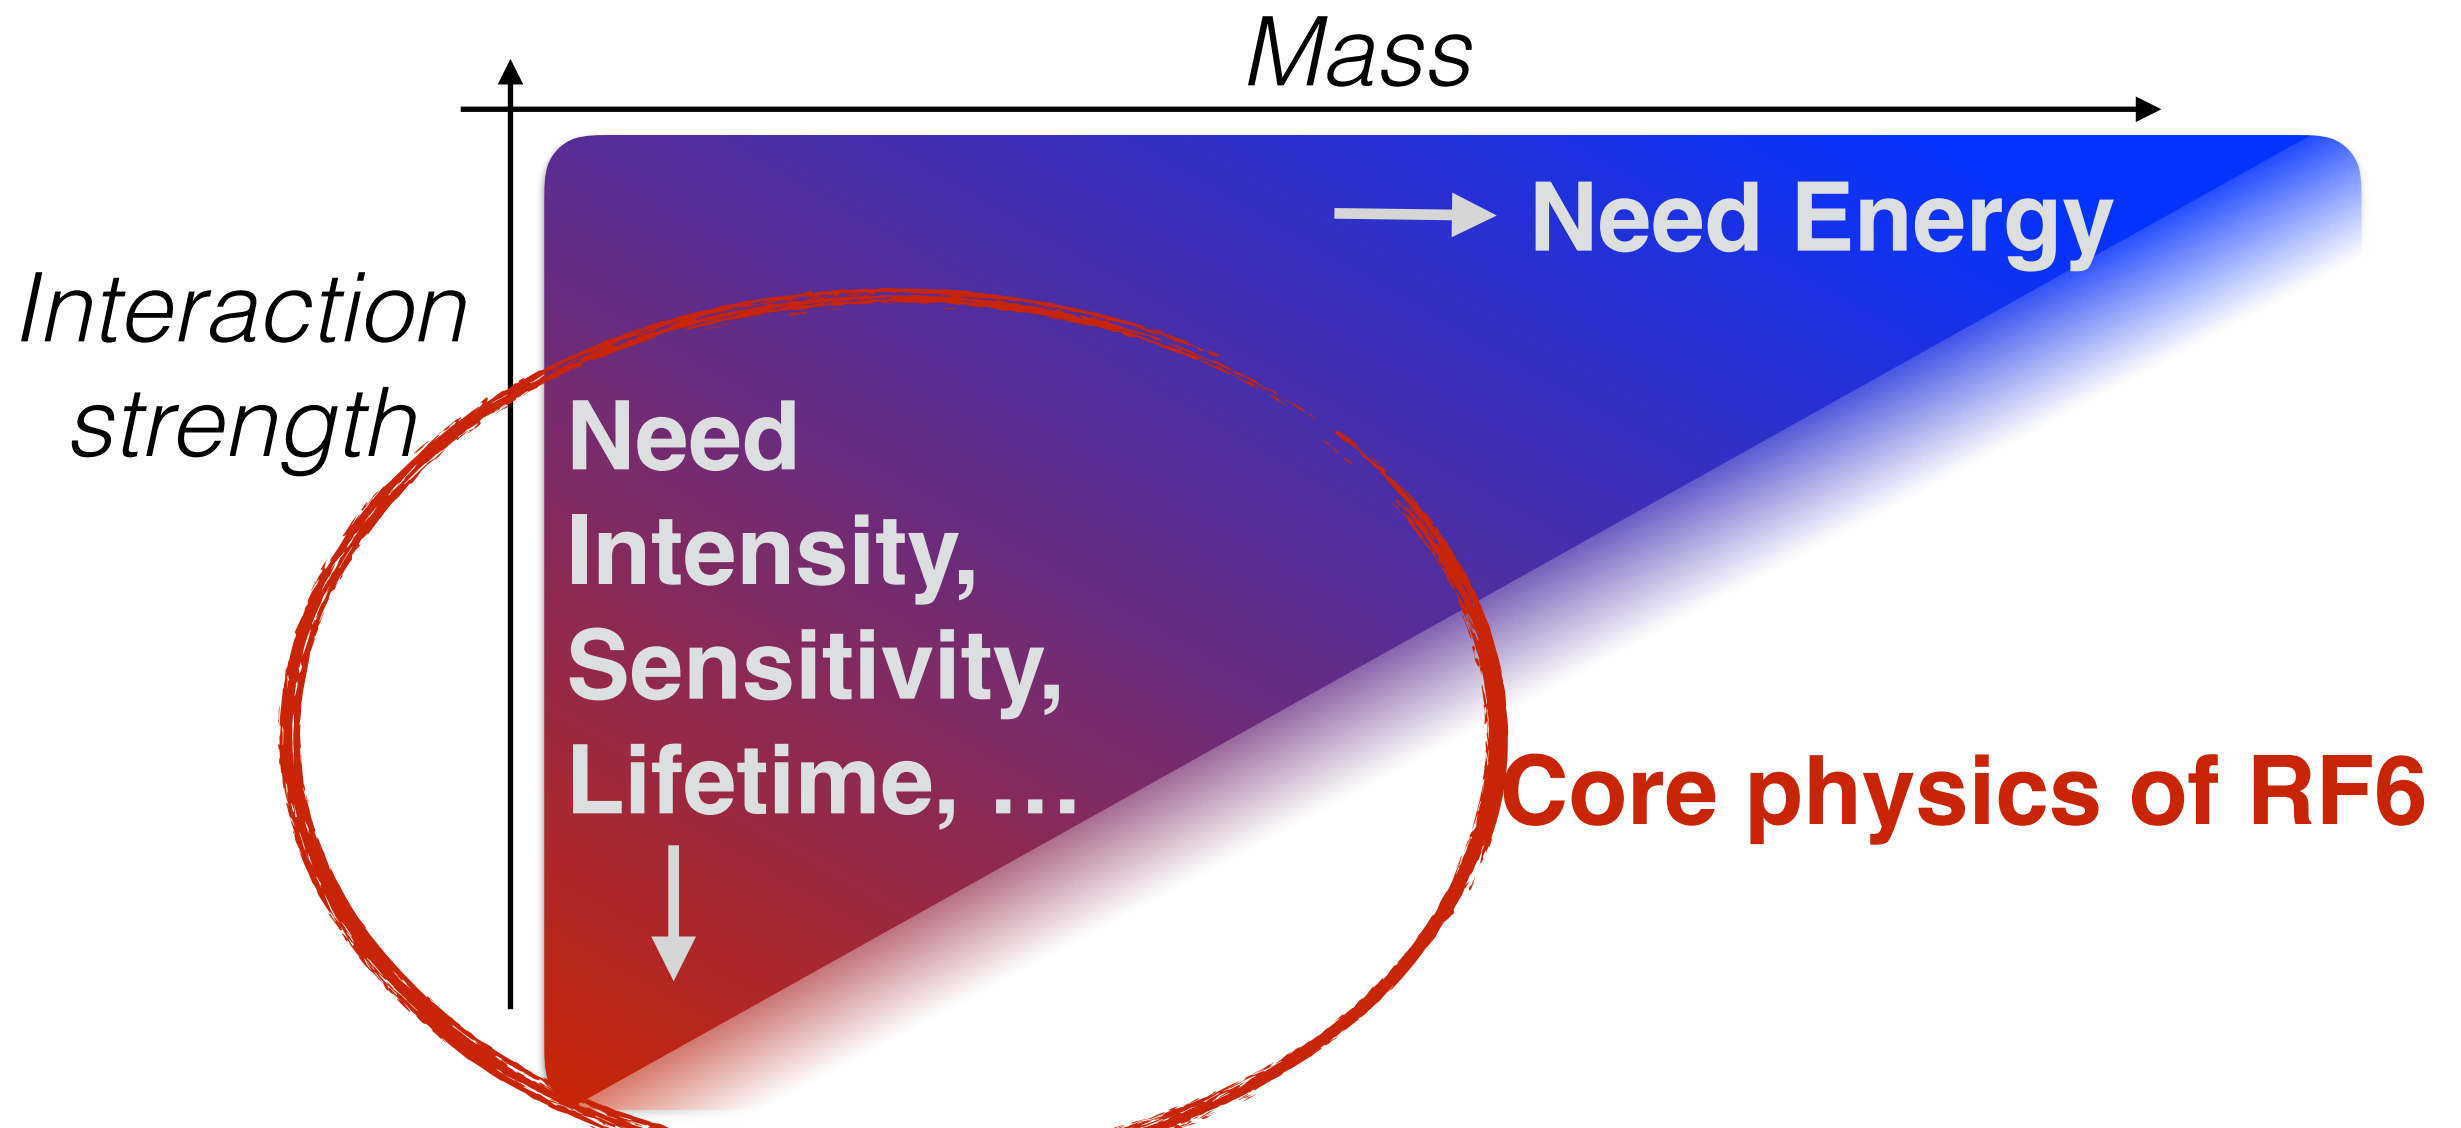 Mass
Need Energy
Interaction
strength
Need
Intensity,
Sensitivity,
Lifetime, ...
Core physics of RF6